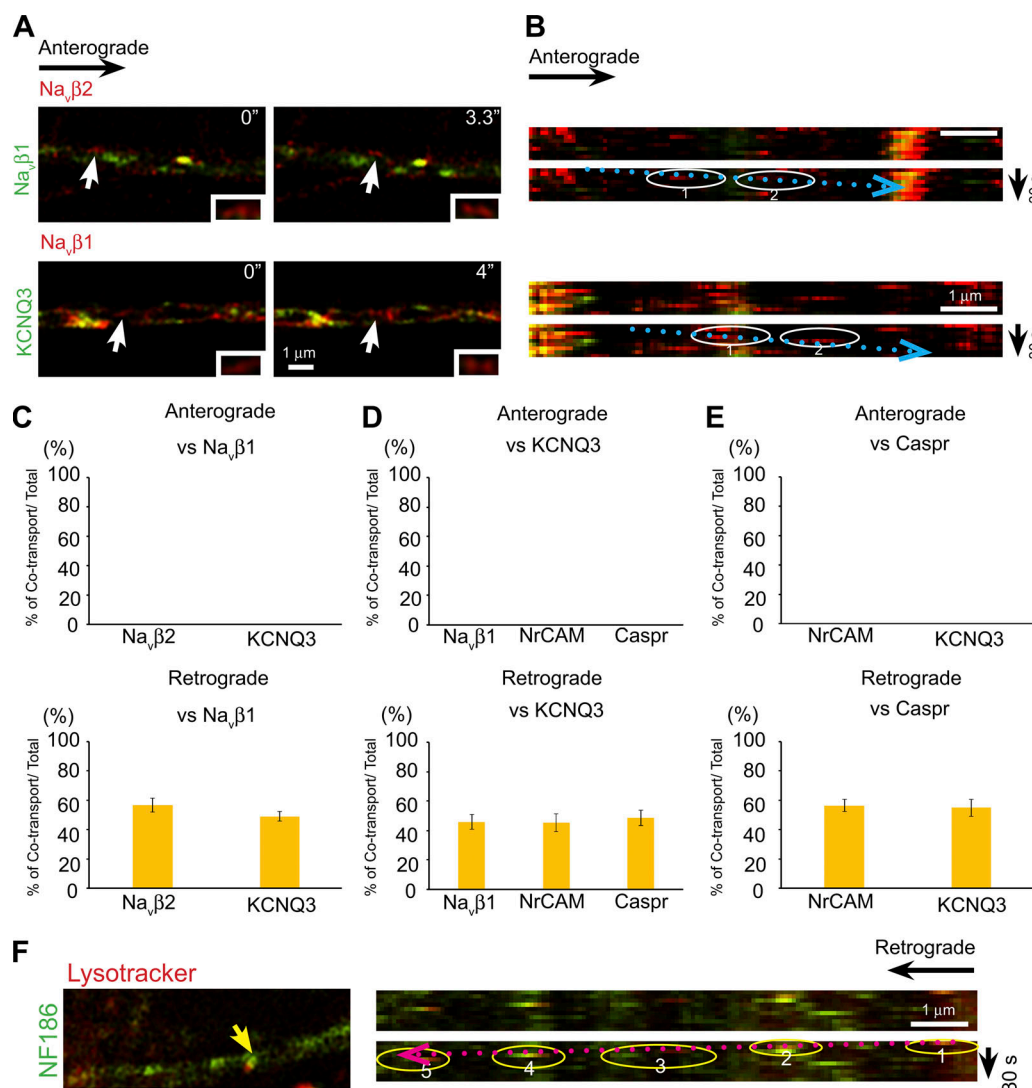 A
Anterograde
Naᵥβ2
Naᵥβ1
0”
3.3”
Naᵥβ1
KCNQ3
0”
4”
1 μm
B
Anterograde
1
2
1 μm
1
2
C
Anterograde
vs Naᵥβ1
(%)
% of Co-transport/ Total
100
80
60
40
20
0
Naᵥβ2
KCNQ3
Retrograde
vs Naᵥβ1
(%)
% of Co-transport/ Total
100
80
60
40
20
0
Naᵥβ2
KCNQ3
D
Anterograde
vs KCNQ3
(%)
% of Co-transport/ Total
100
80
60
40
20
0
Naᵥβ1
NrCAM
Caspr
Retrograde
vs KCNQ3
(%)
% of Co-transport/ Total
100
80
60
40
20
0
Naᵥβ1
NrCAM
Caspr
E
Anterograde
vs Caspr
(%)
% of Co-transport/ Total
100
80
60
40
20
0
NrCAM
KCNQ3
Retrograde
vs Caspr
(%)
% of Co-transport/ Total
100
80
60
40
20
0
NrCAM
KCNQ3
F
Lysotracker
NF186
Retrograde
1 μm
5
4
3
2
1
30 s